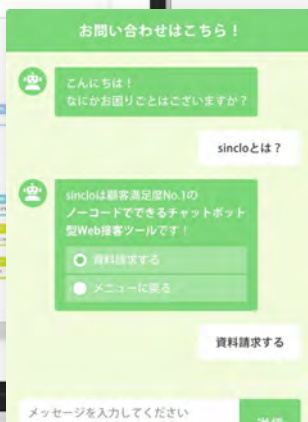 お問い合わせはこちら！
こんにちは！
なにかお困りごとはございますか？
sincloとは？
sincloは顧客満足度No.1の
ノーコードでできるチャットボット
型Web接客ツールです！
資料請求する
メニューに戻る
資料請求する
メッセージを入力してください
送信